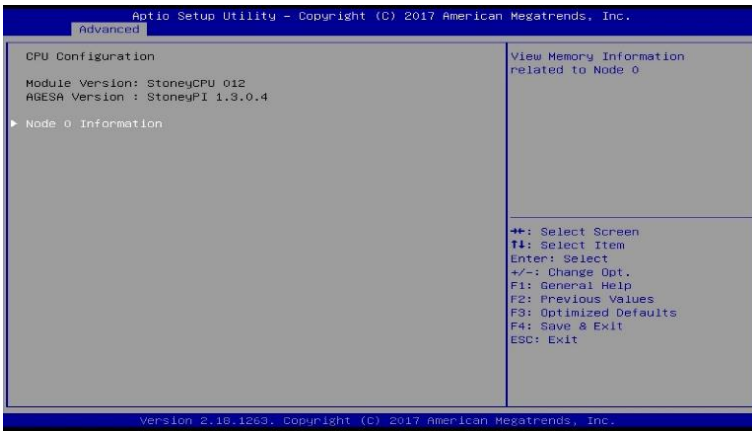 Aptio Setup Utility – Copyright (C) 2017 American Megatrends, Inc.
Advanced
CPU Configuration
Module Version: StoneyCPU 012
AGESA Version : StoneyPI 1.3.0.4
► Node 0 Information
View Memory Information
related to Node 0
→←: Select Screen
↑↓: Select Item
Enter: Select
+/-: Change Opt.
F1: General Help
F2: Previous Values
F3: Optimized Defaults
F4: Save & Exit
ESC: Exit
Version 2.18.1263. Copyright (C) 2017 American Megatrends, Inc.